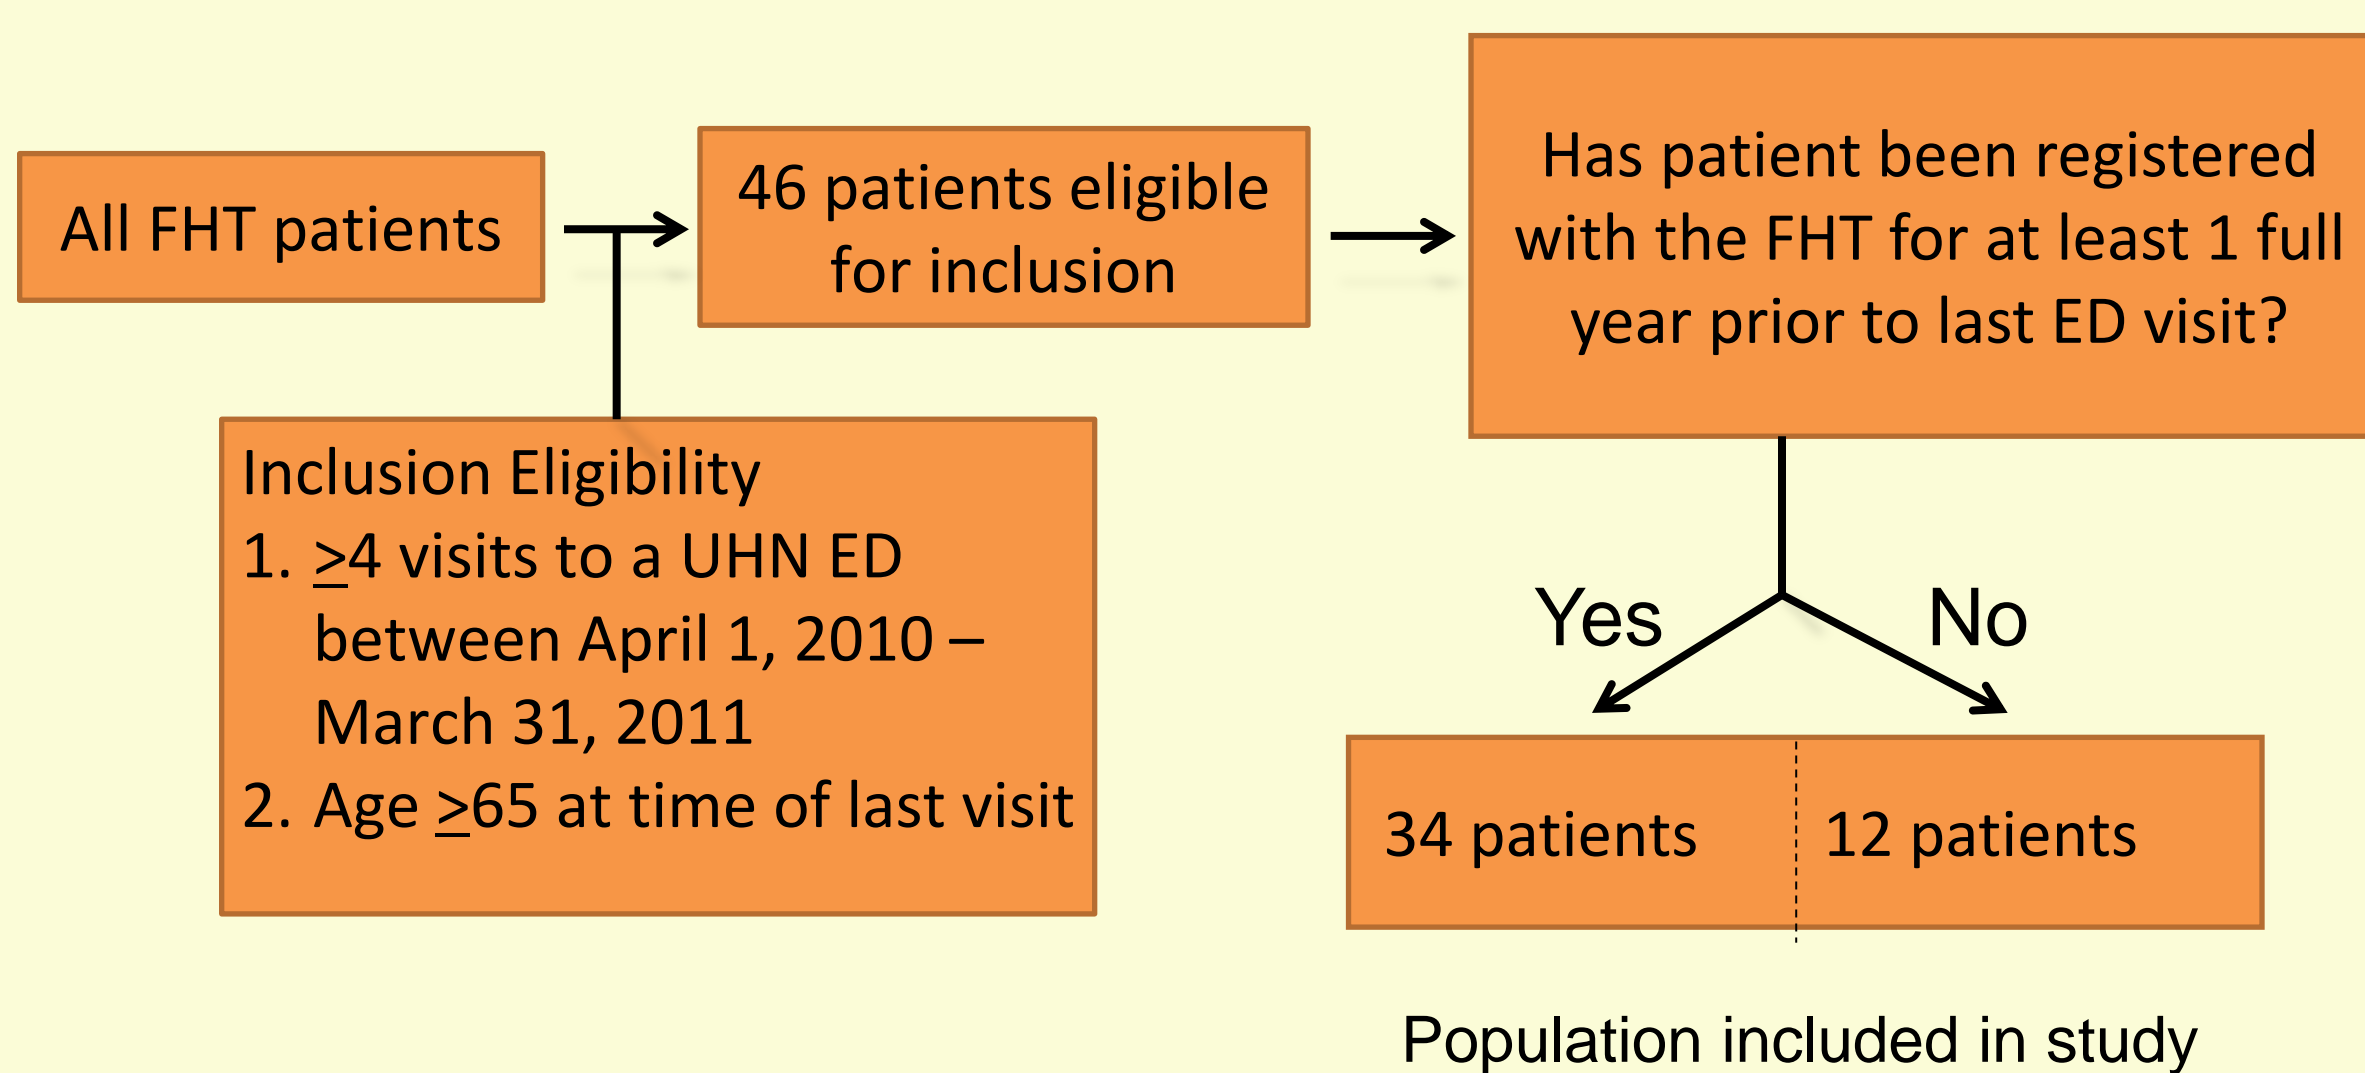 All FHT patients
46 patients eligible
for inclusion
Has patient been registered
with the FHT for at least 1 full
year prior to last ED visit?
Inclusion Eligibility
1. ≥4 visits to a UHN ED
between April 1, 2010 –
March 31, 2011
2. Age ≥65 at time of last visit
Yes
No
34 patients
12 patients
Population included in study